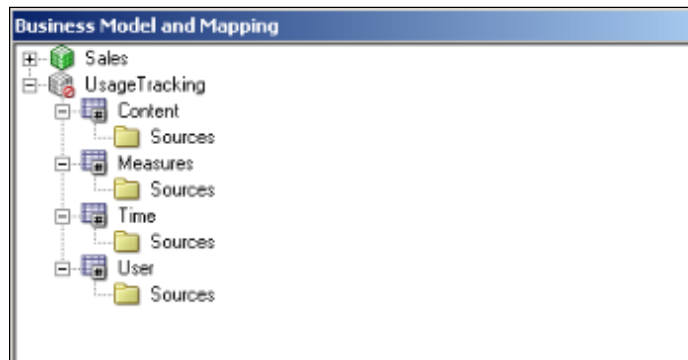 Business Model and Mapping
Sales
UsageTracking
Content
Sources
Measures
Sources
Time
Sources
User
Sources